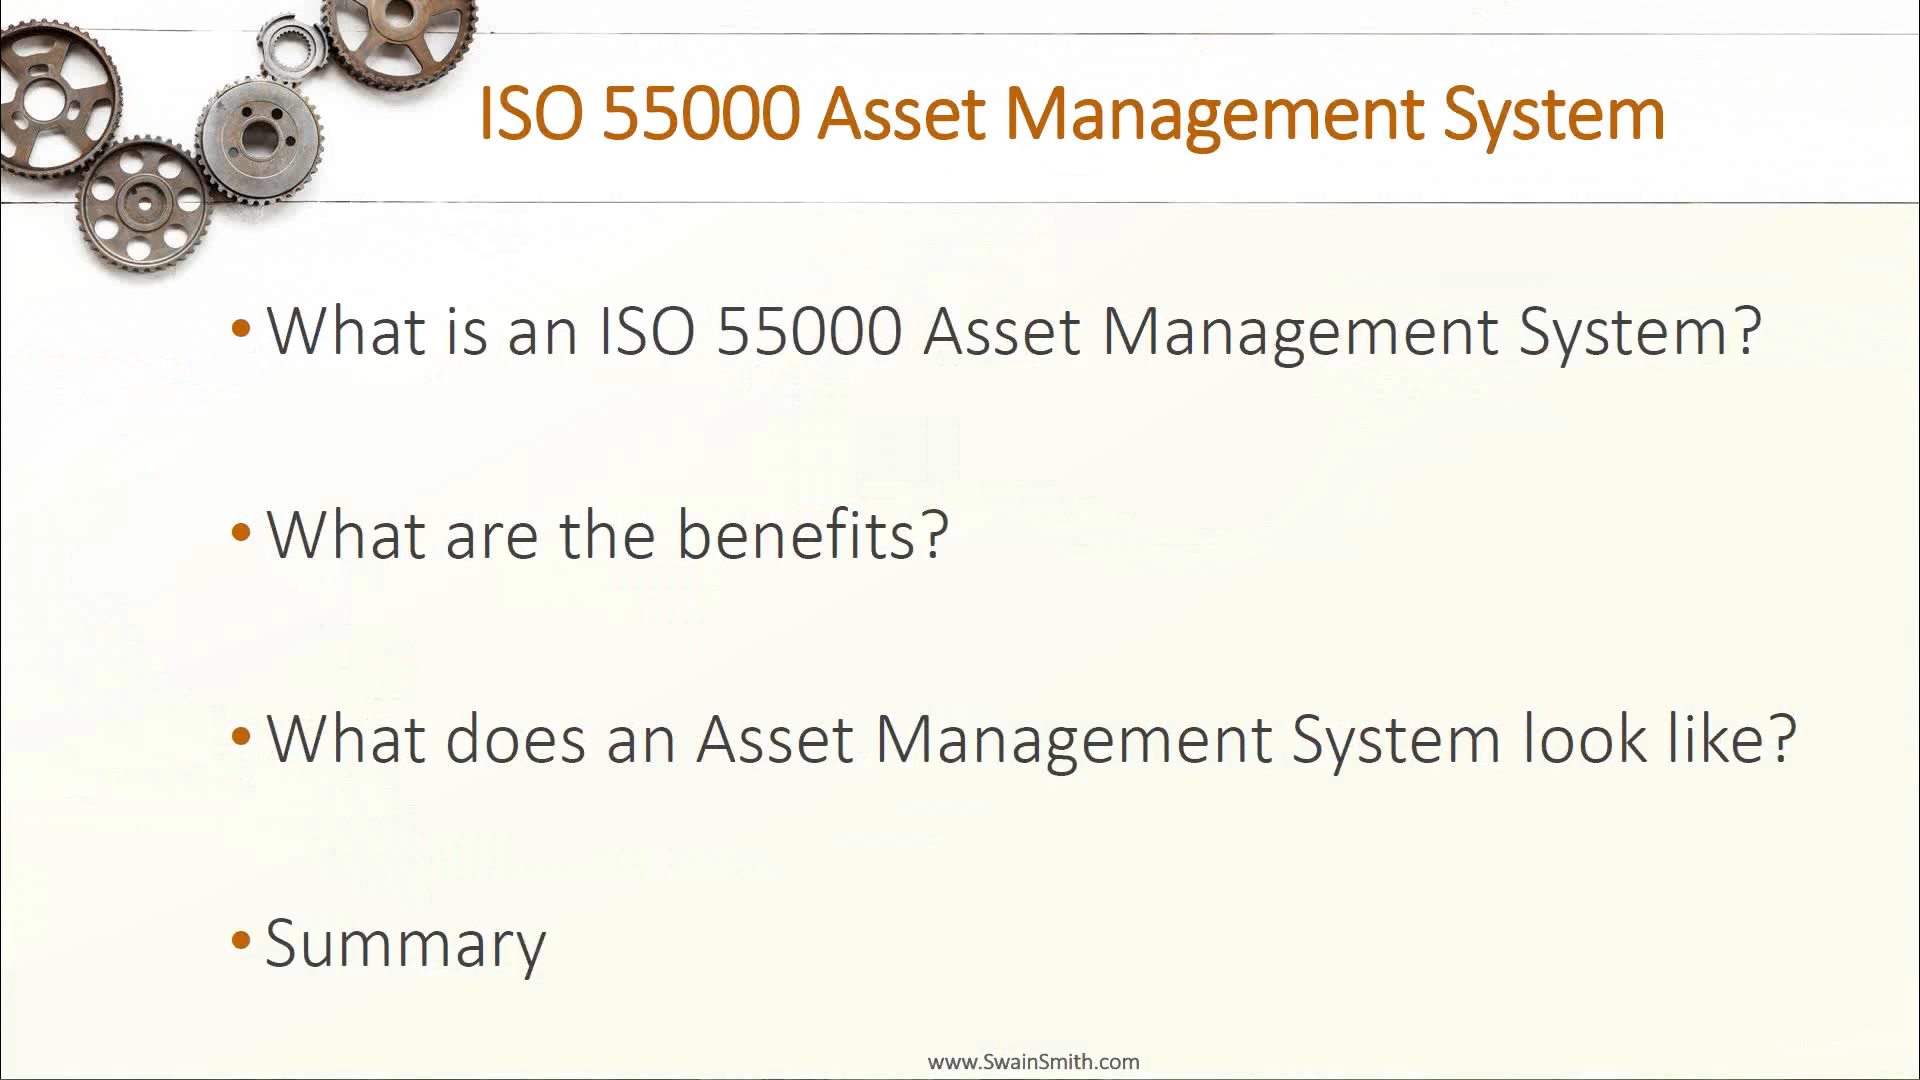 ISO 55000 Asset Management System
• What is an ISO 55000 Asset Management System?
• What are the benefits?
• What does an Asset Management System look like?
• Summary
www.SwainSmith.com